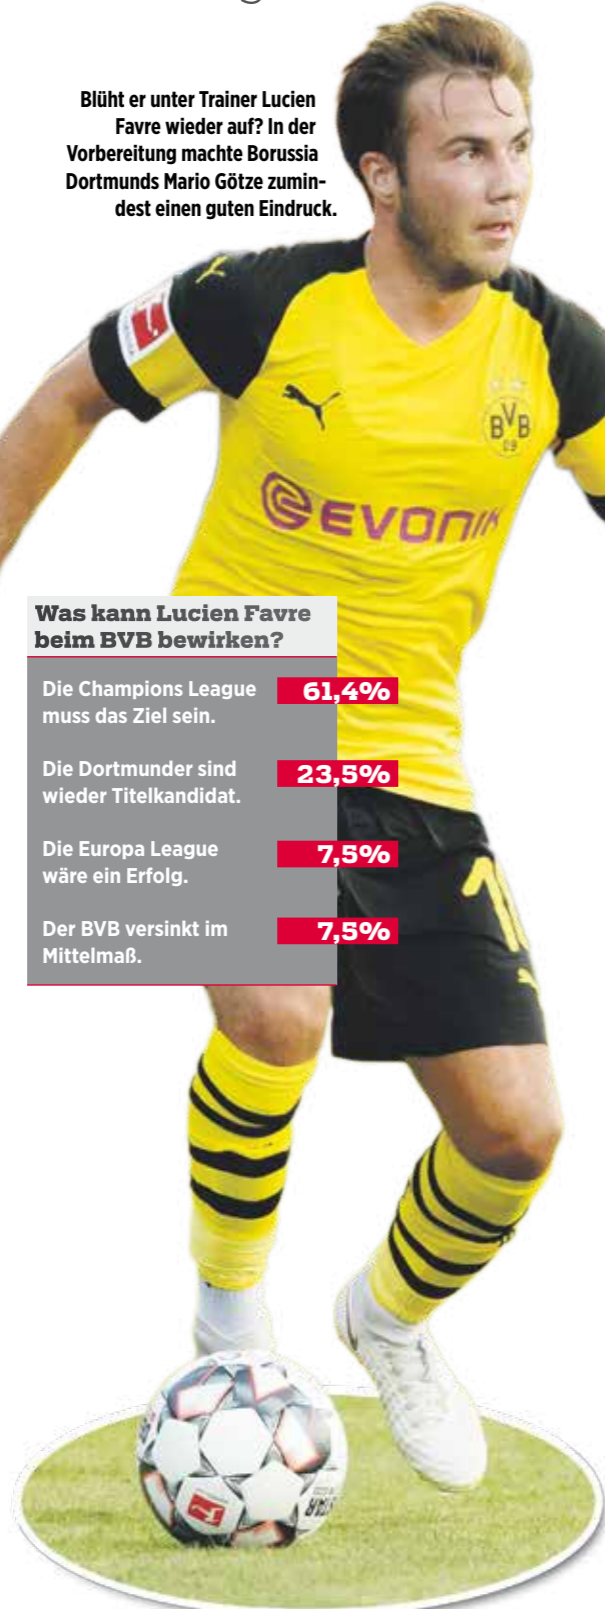 Blüht er unter Trainer Lucien
Favre wieder auf? In der
Vorbereitung machte Borussia
Dortmunds Mario Götze zumin-
dest einen guten Eindruck.
BVB
09
EVONIK
Was kann Lucien Favre
beim BVB bewirken?
Die Champions League
muss das Ziel sein.
61,4%
Die Dortmunder sind
wieder Titelkandidat.
23,5%
Die Europa League
wäre ein Erfolg.
7,5%
Der BVB versinkt im
Mittelmaß.
7,5%